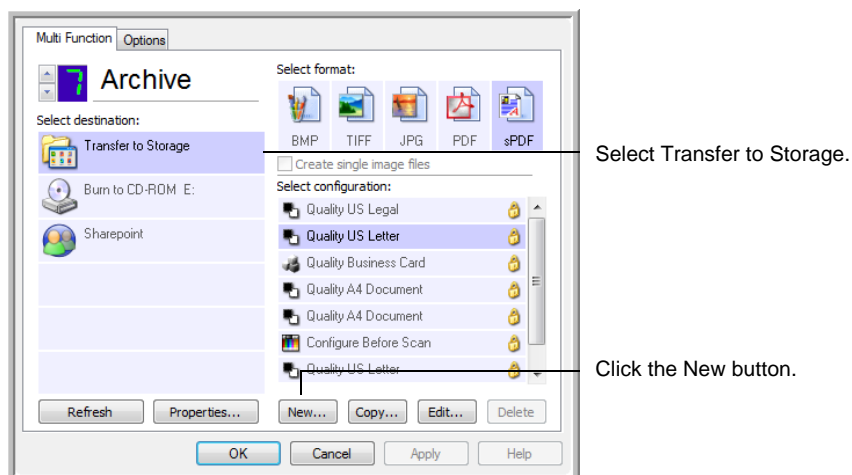 Multi Function
Options
7
Archive
Select destination:
Transfer to Storage
Burn to CD-ROM E:
Sharepoint
Refresh
Properties...
Select format:
BMP
TIFF
JPG
PDF
sPDF
Create single image files
Select configuration:
Quality US Legal
Quality US Letter
Quality Business Card
Quality A4 Document
Quality A4 Document
Configure Before Scan
Quality US Letter
New...
Copy...
Edit...
Delete
OK
Cancel
Apply
Help
Select Transfer to Storage.
Click the New button.